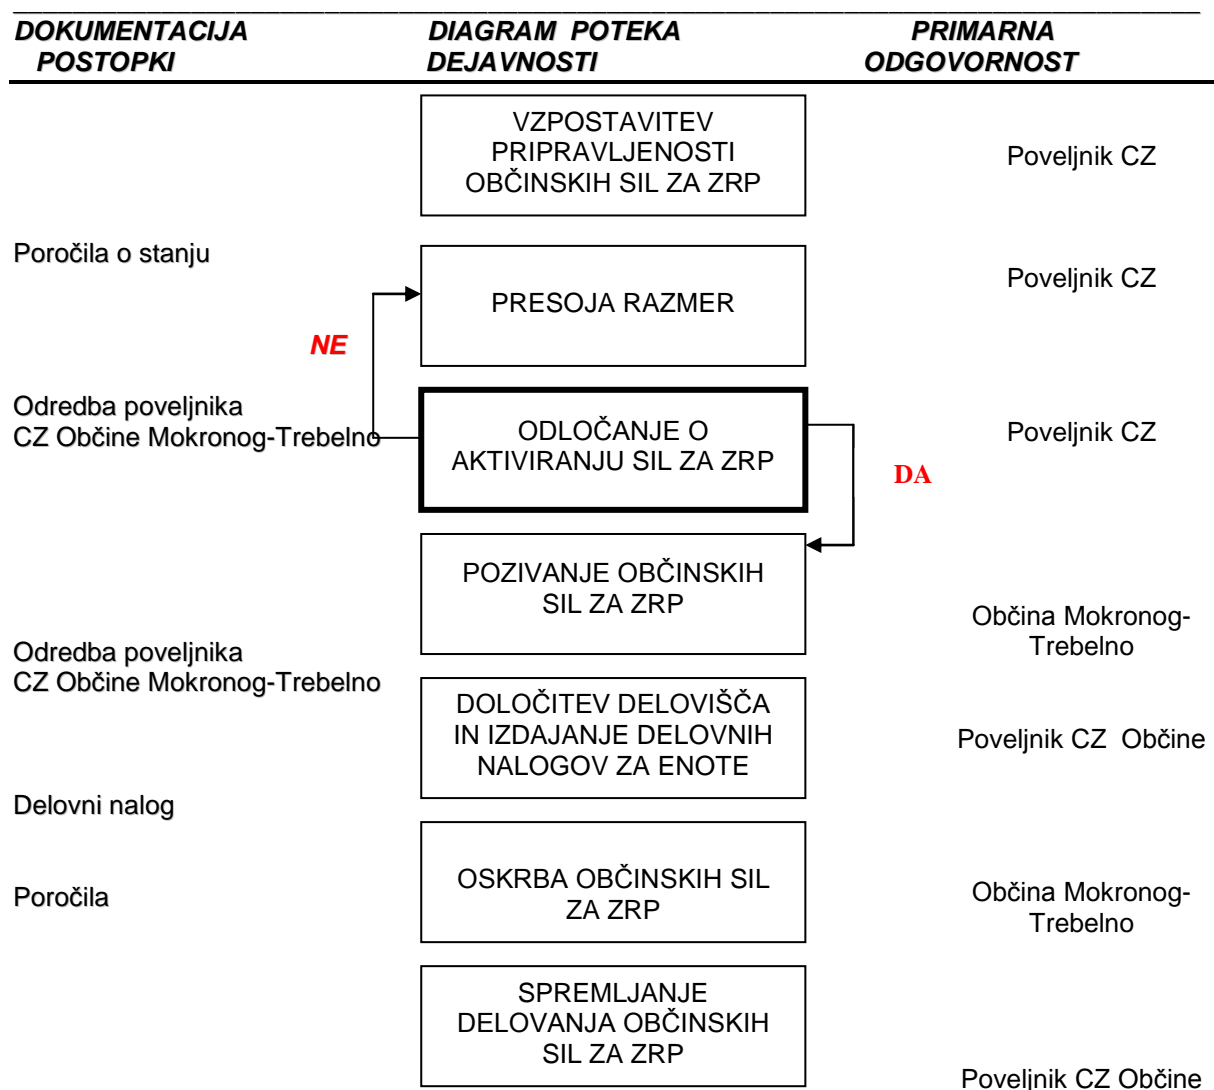 DOKUMENTACIJA DIAGRAM POTEKA PRIMARNA
POSTOPKI DEJAVNOSTI ODGOVORNOST
VZPOSTAVITEV
PRIPRAVLJENOSTI
OBČINSKIH SIL ZA ZRP
Poveljnik CZ
Poročila o stanju
PRESOJA RAZMER
Poveljnik CZ
NE
Odredba poveljnika
CZ Občine Mokronog-Trebelno
ODLOČANJE O
AKTIVIRANJU SIL ZA ZRP
Poveljnik CZ
DA
POZIVANJE OBČINSKIH
SIL ZA ZRP
Občina Mokronog-
Trebelno
Odredba poveljnika
CZ Občine Mokronog-Trebelno
DOLOČITEV DELOVIŠČA
IN IZDAJANJE DELOVNIH
NALOGOV ZA ENOTE
Poveljnik CZ Občine
Delovni nalog
OSKRBA OBČINSKIH SIL
ZA ZRP
Poročila
Občina Mokronog-
Trebelno
SPREMLJANJE
DELOVANJA OBČINSKIH
SIL ZA ZRP
Poveljnik CZ Občine